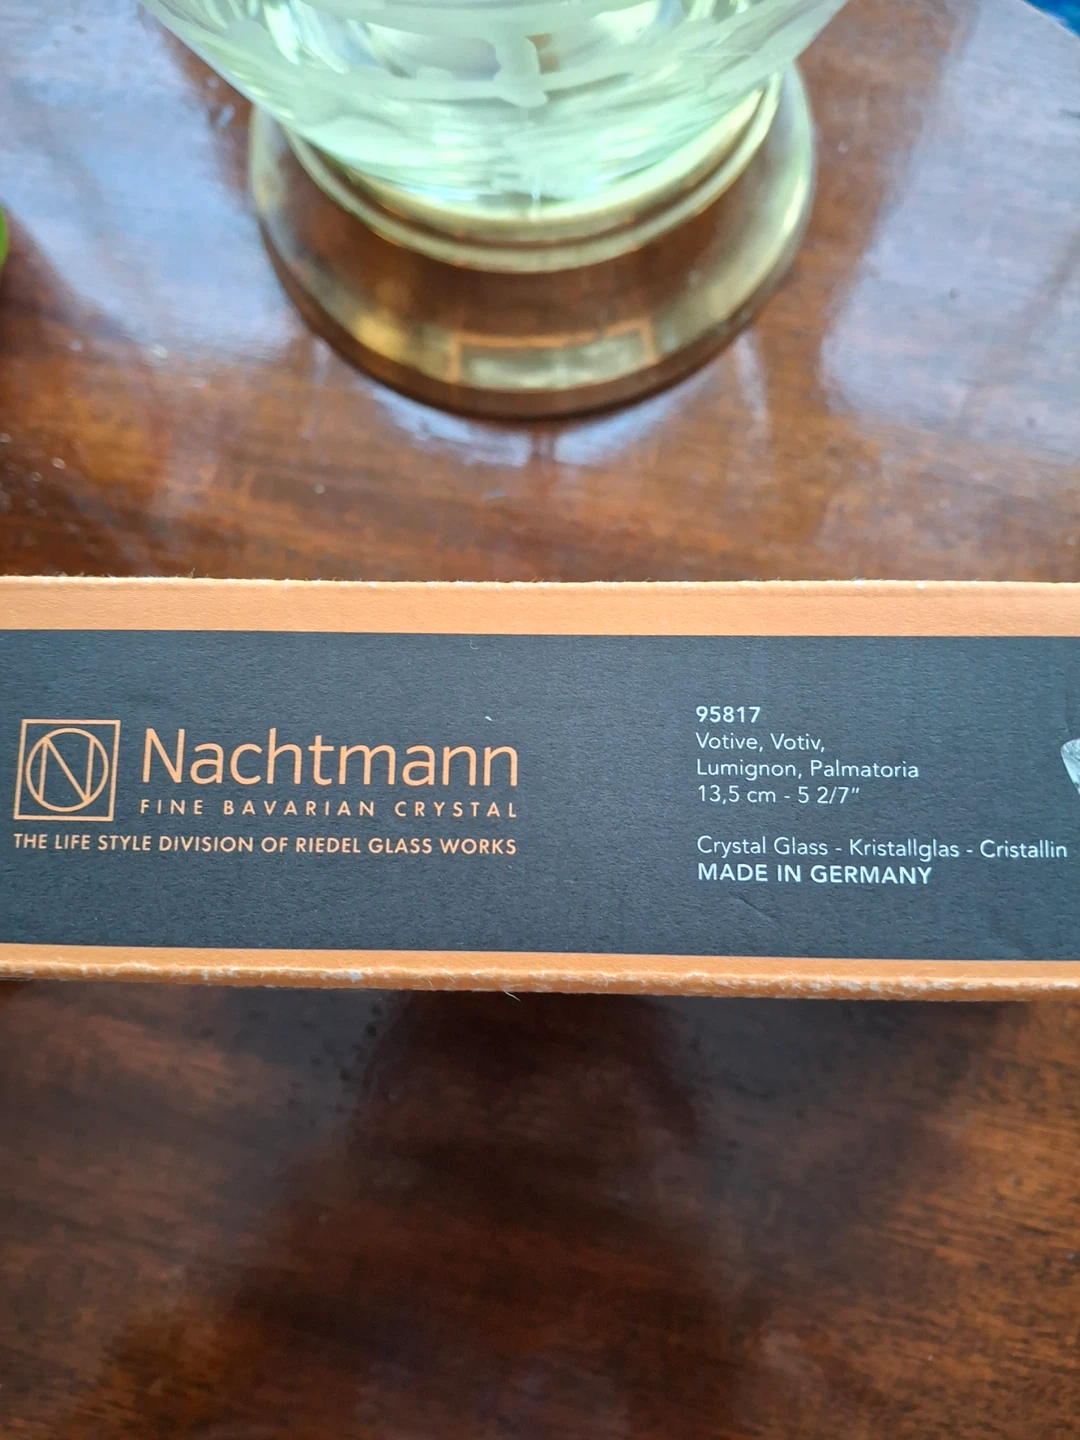 Nachtmann
FINE BAVARIAN CRYSTAL
THE LIFE STYLE DIVISION OF RIEDEL GLASS WORKS
95817
Votive, Votiv,
Lumignon, Palmatoria
13,5 cm - 5 2/7”
Crystal Glass - Kristallglas - Cristallin
MADE IN GERMANY